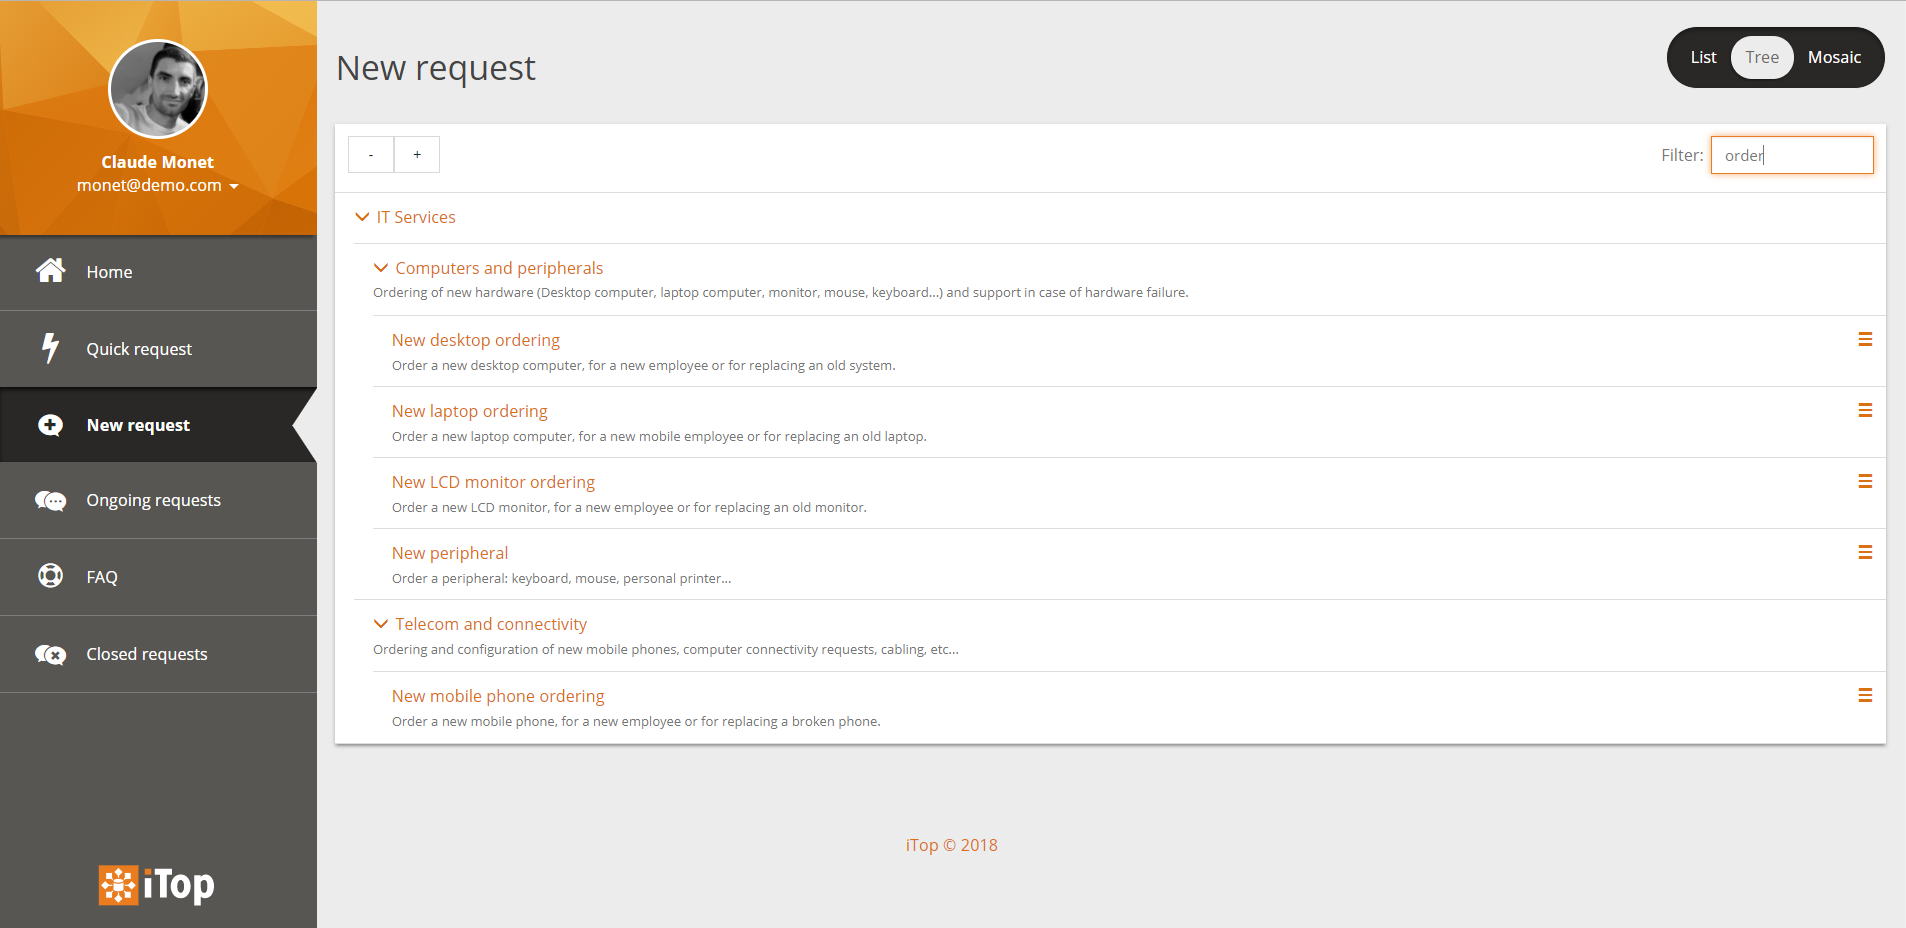 Claude Monet
monet@demo.com
Home
Quick request
New request
Ongoing requests
FAQ
Closed requests
iTop
New request
List Tree Mosaic
- +
Filter: order
IT Services
Computers and peripherals
Ordering of new hardware (Desktop computer, laptop computer, monitor, mouse, keyboard...) and support in case of hardware failure.
New desktop ordering
Order a new desktop computer, for a new employee or for replacing an old system.
New laptop ordering
Order a new laptop computer, for a new mobile employee or for replacing an old laptop.
New LCD monitor ordering
Order a new LCD monitor, for a new employee or for replacing an old monitor.
New peripheral
Order a peripheral: keyboard, mouse, personal printer...
Telecom and connectivity
Ordering and configuration of new mobile phones, computer connectivity requests, cabling, etc...
New mobile phone ordering
Order a new mobile phone, for a new employee or for replacing a broken phone.
iTop © 2018